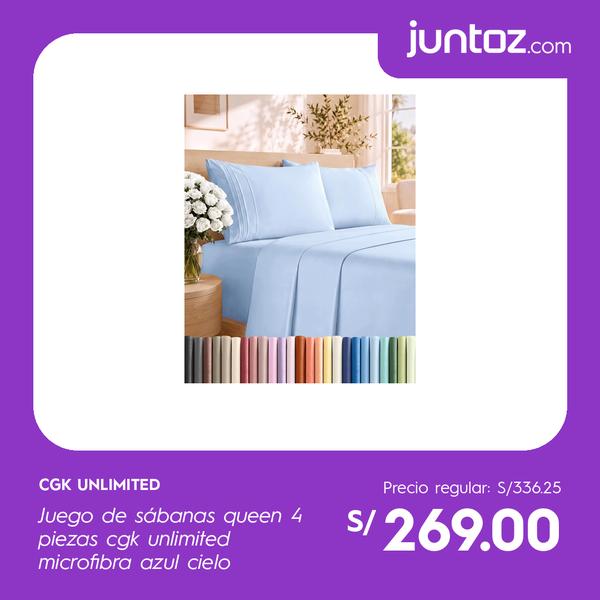 juntoz.com
CGK UNLIMITED
Juego de sábanas queen 4
piezas cgk unlimited
microfibra azul cielo
Precio regular: S/336.25
S/ 269.00